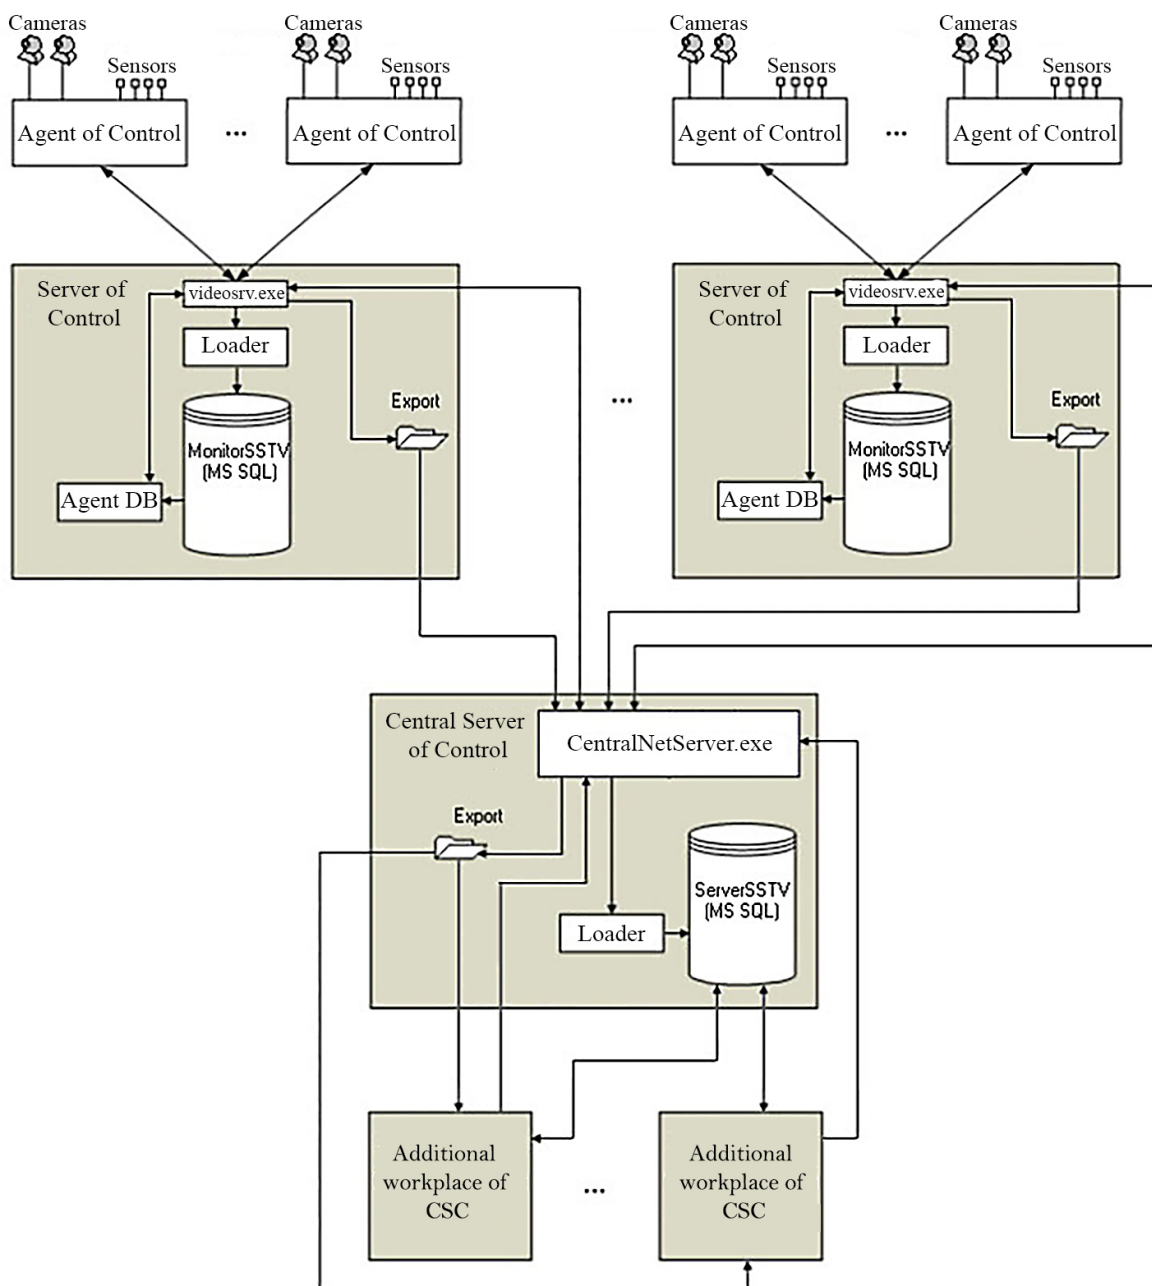 Cameras
Cameras
Cameras
Cameras
Sensors
Sensors
Sensors
Sensors
Agent of Control
...
Agent of Control
Agent of Control
...
Agent of Control
Server of
Control
videosrv.exe
Loader
Export
MonitorSSTV
(MS SQL)
Agent DB
...
Server of
Control
videosrv.exe
Loader
Export
MonitorSSTV
(MS SQL)
Agent DB
Central Server
of Control
CentralNetServer.exe
Export
ServerSSTV
(MS SQL)
Loader
Additional
workplace of
CSC
...
Additional
workplace of
CSC